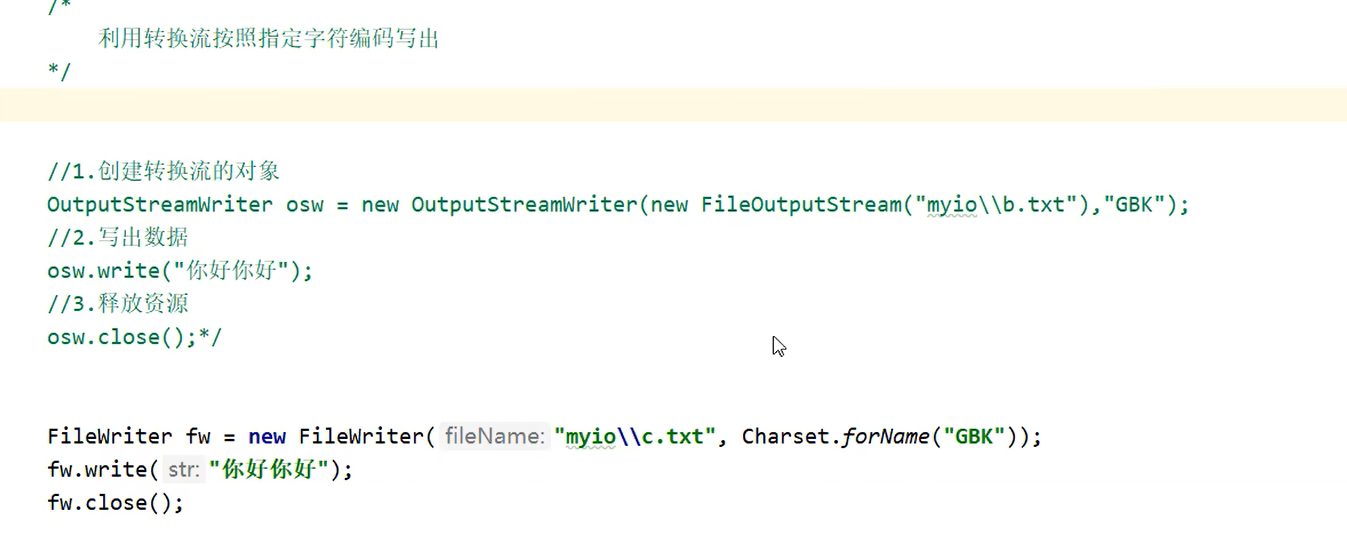 /*
利用转换流按照指定字符编码写出
*/
//1.创建转换流的对象
OutputStreamWriter osw = new OutputStreamWriter(new FileOutputStream("myio\\b.txt"),"GBK");
//2.写出数据
osw.write("你好你好");
//3.释放资源
osw.close();*/
FileWriter fw = new FileWriter( fileName: "myio\\c.txt", Charset.forName("GBK"));
fw.write( str: "你好你好");
fw.close();